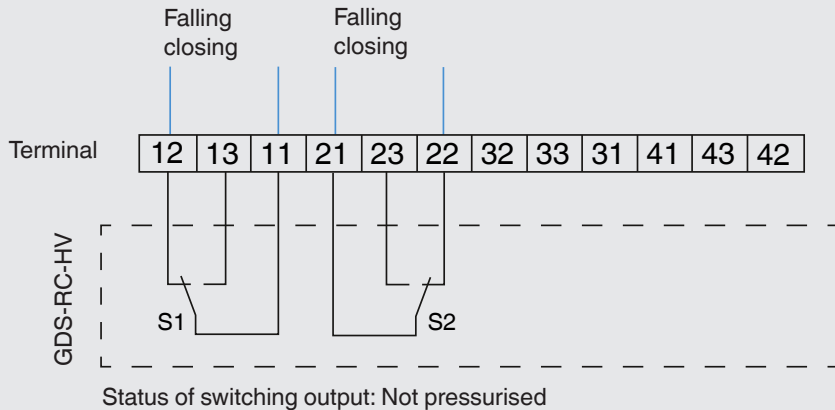 Falling
closing
Falling
closing
Terminal 12 13 11 21 23 22 32 33 31 41 43 42
GDS-RC-HV
S1 S2
Status of switching output: Not pressurised